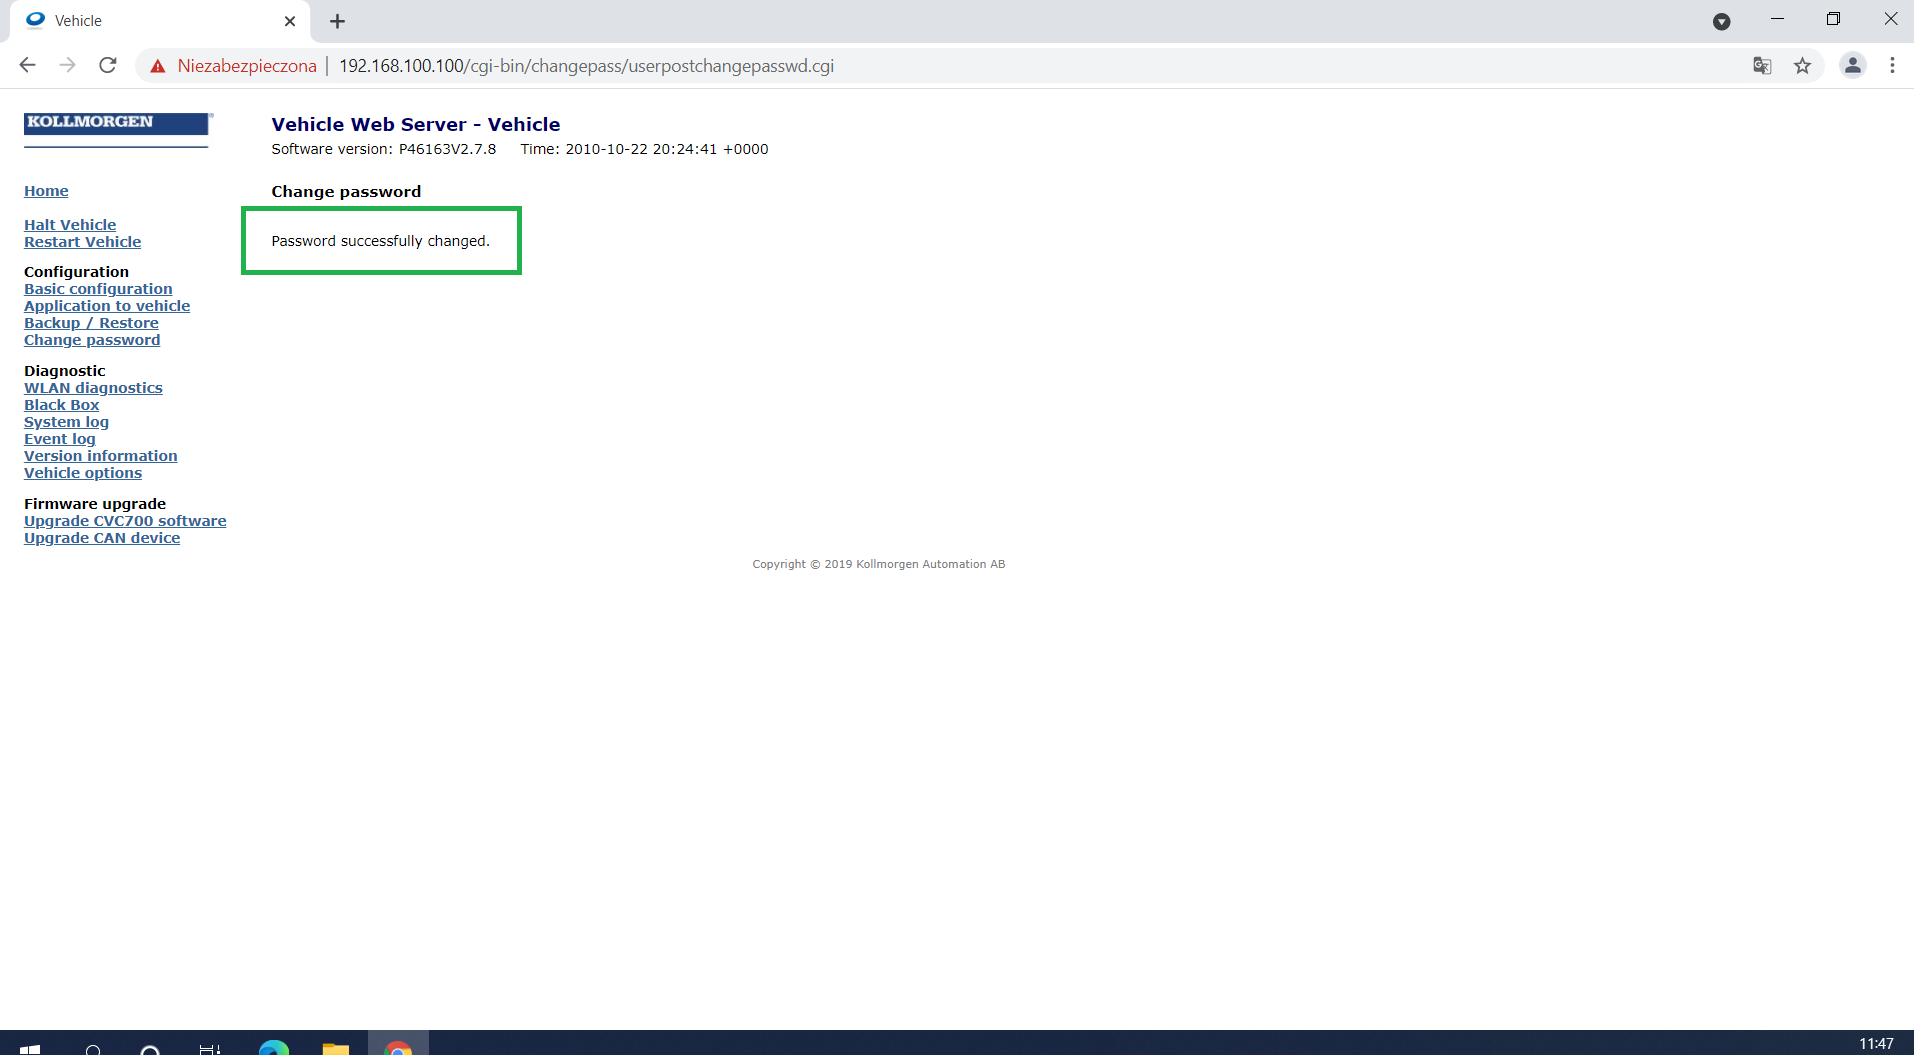 Vehicle
Niezabezpieczona | 192.168.100.100/cgi-bin/changepass/userpostchangepasswd.cgi
KOLLMORGEN®
Vehicle Web Server - Vehicle
Software version: P46163V2.7.8 Time: 2010-10-22 20:24:41 +0000
Change password
Password successfully changed.
Home
Halt Vehicle
Restart Vehicle
Configuration
Basic configuration
Application to vehicle
Backup / Restore
Change password
Diagnostic
WLAN diagnostics
Black Box
System log
Event log
Version information
Vehicle options
Firmware upgrade
Upgrade CVC700 software
Upgrade CAN device
Copyright © 2019 Kollmorgen Automation AB
11:47